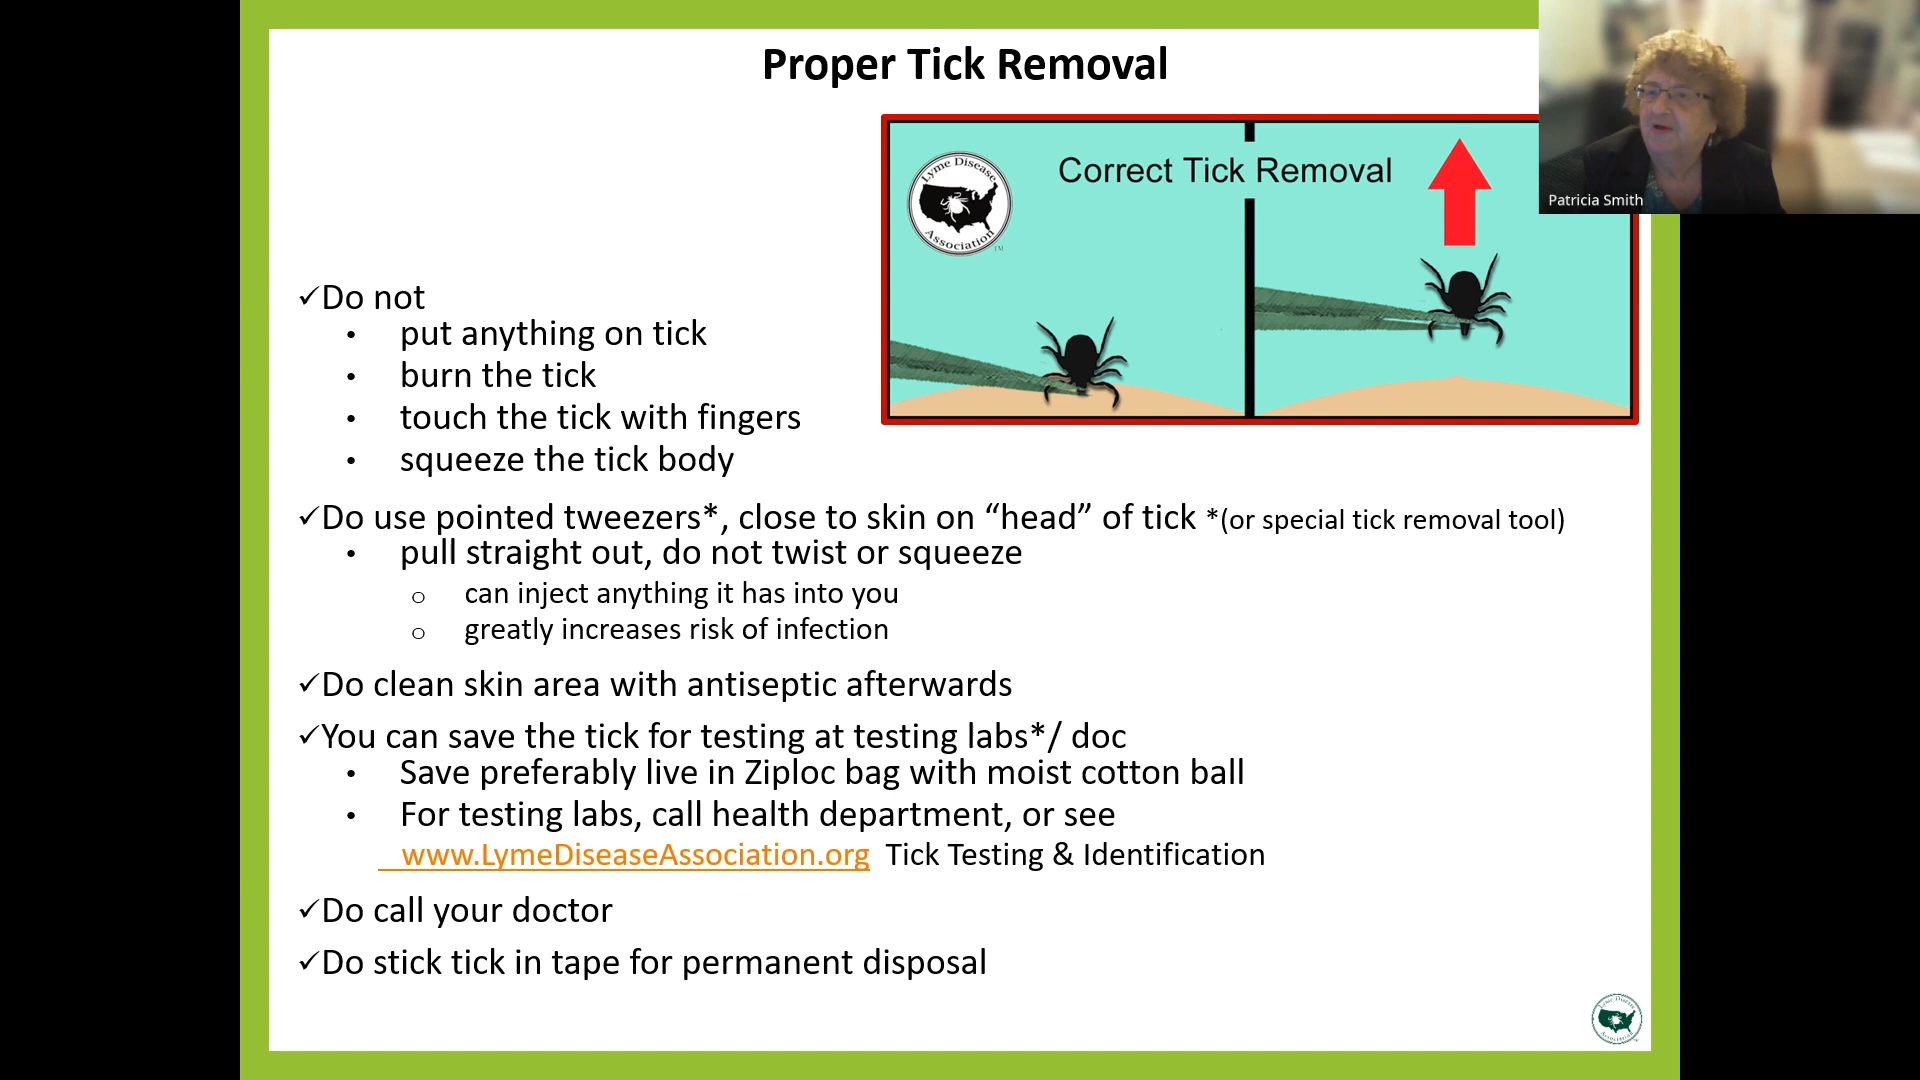 Proper Tick Removal
Lyme Disease
Association
TM
Correct Tick Removal
Patricia Smith
✓Do not
• put anything on tick
• burn the tick
• touch the tick with fingers
• squeeze the tick body
✓Do use pointed tweezers*, close to skin on “head” of tick *(or special tick removal tool)
• pull straight out, do not twist or squeeze
o can inject anything it has into you
o greatly increases risk of infection
✓Do clean skin area with antiseptic afterwards
✓You can save the tick for testing at testing labs*/ doc
• Save preferably live in Ziploc bag with moist cotton ball
• For testing labs, call health department, or see
www.LymeDiseaseAssociation.org Tick Testing & Identification
✓Do call your doctor
✓Do stick tick in tape for permanent disposal